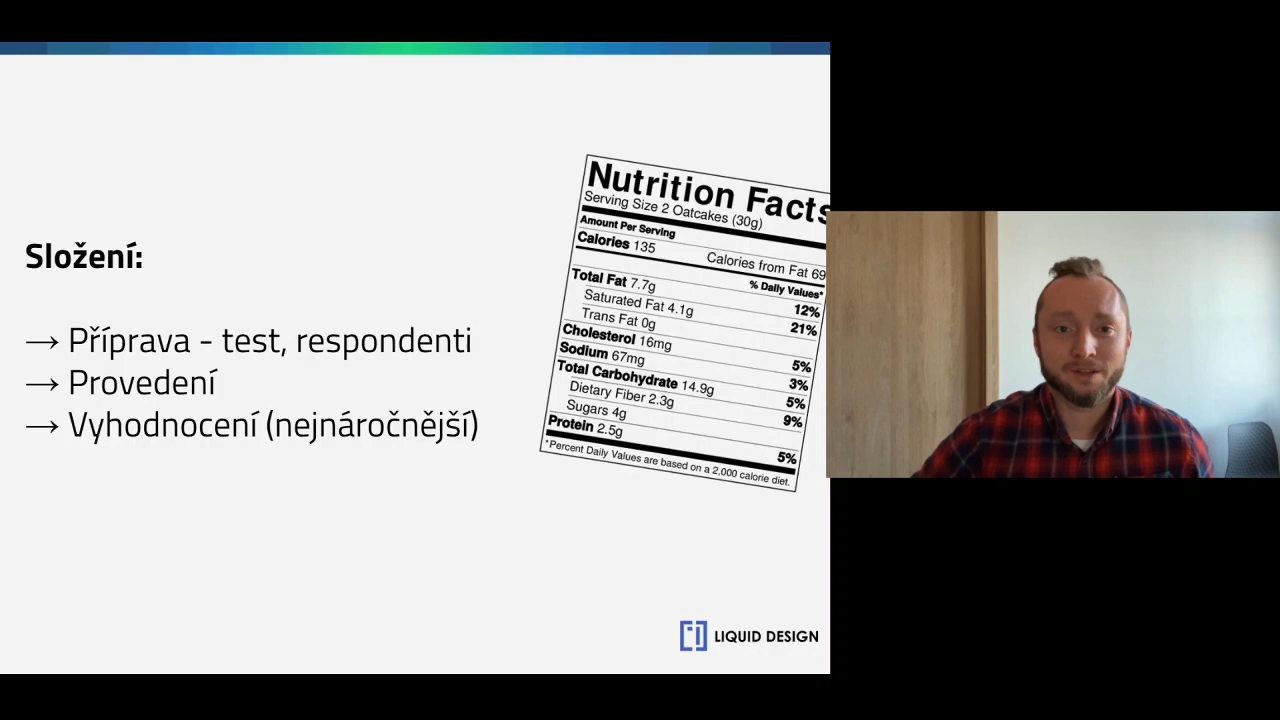 Složení:
→ Příprava - test, respondenti
→ Provedení
→ Vyhodnocení (nejnáročnější)
Nutrition Facts
Serving Size 2 Oatcakes (30g)
Amount Per Serving
Calories 135 Calories from Fat 69
% Daily Values*
Total Fat 7.7g 12%
Saturated Fat 4.1g 21%
Trans Fat 0g
Cholesterol 16mg 5%
Sodium 67mg 3%
Total Carbohydrate 14.9g 5%
Dietary Fiber 2.3g 9%
Sugars 4g
Protein 2.5g 5%
*Percent Daily Values are based on a 2,000 calorie diet.
LIQUID DESIGN